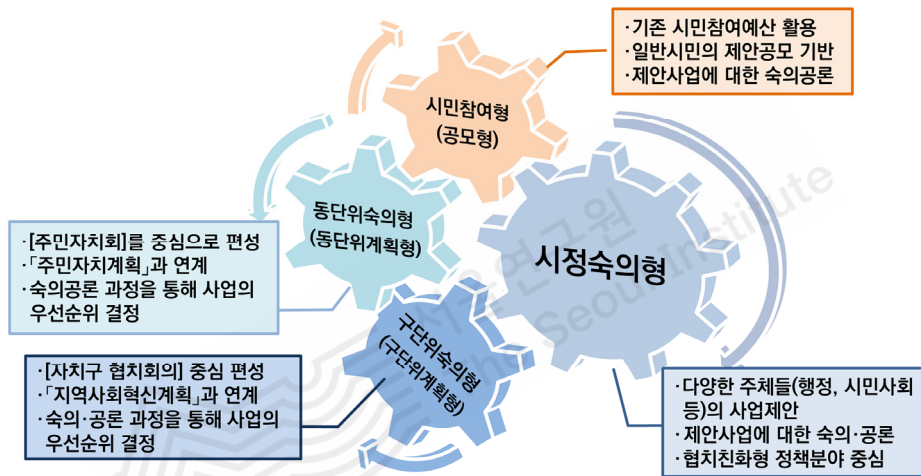 ·기존 시민참여예산 활용
·일반시민의 제안공모 기반
·제안사업에 대한 숙의공론
시민참여형
(공모형)
동단위숙의형
(동단위계획형)
·[주민자치회]를 중심으로 편성
·「주민자치계획」과 연계
·숙의공론 과정을 통해 사업의
우선순위 결정
시정숙의형
구단위숙의형
(구단위계획형)
·[자치구 협치회의] 중심 편성
·「지역사회혁신계획」과 연계
·숙의·공론 과정을 통해 사업의
우선순위 결정
·다양한 주체들(행정, 시민사회
등)의 사업제안
·제안사업에 대한 숙의·공론
·협치친화형 정책분야 중심
서울연구원
The Seoul Institute